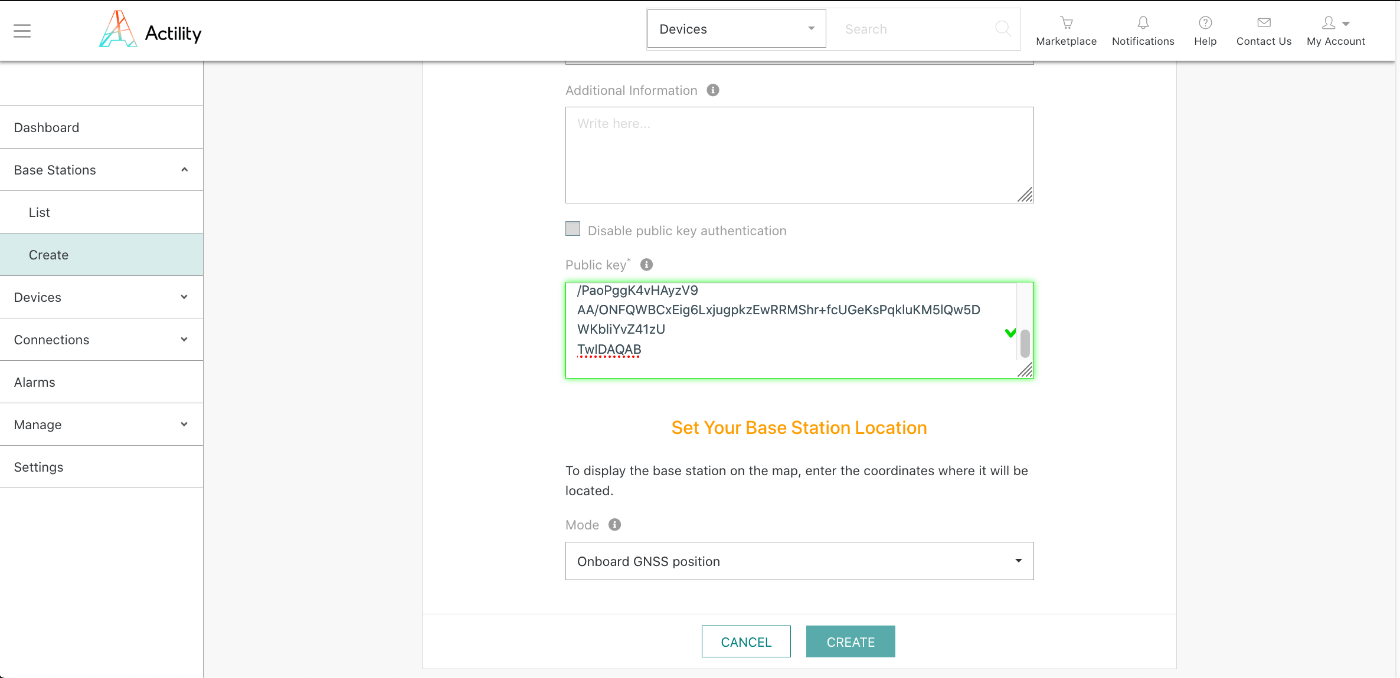 Actility
Devices
Search
Marketplace
Notifications
Help
Contact Us
My Account
Dashboard
Base Stations
List
Create
Devices
Connections
Alarms
Manage
Settings
Additional Information
Write here...
Disable public key authentication
Public key*
/PaoPggK4vHAyzV9
AA/ONFQWBCxEig6LxjugpkzEwRRMShr+fcUGeKsPqkluKM5lQw5D
WKbliYvZ41zU
TwIDAQAB
Set Your Base Station Location
To display the base station on the map, enter the coordinates where it will be
located.
Mode
Onboard GNSS position
CANCEL
CREATE